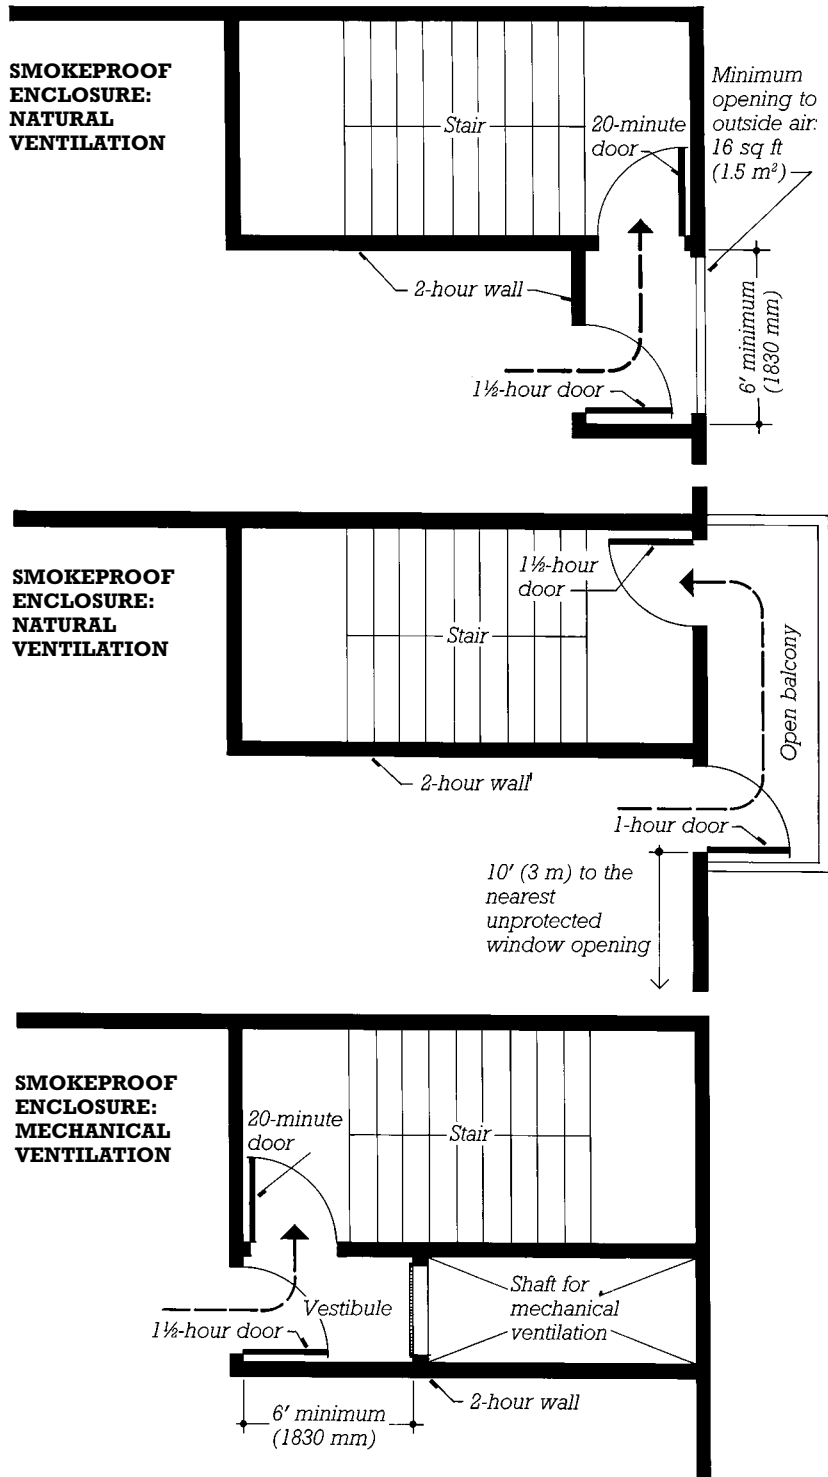 SMOKEPROOF
ENCLOSURE:
NATURAL
VENTILATION
Stair
20-minute
door
Minimum
opening to
outside air:
16 sq ft
(1.5 m²)
2-hour wall
1½-hour door
6′ minimum
(1830 mm)
SMOKEPROOF
ENCLOSURE:
NATURAL
VENTILATION
1½-hour
door
Stair
Open balcony
2-hour wall
1-hour door
10′ (3 m) to the
nearest
unprotected
window opening
SMOKEPROOF
ENCLOSURE:
MECHANICAL
VENTILATION
20-minute
door
Stair
Vestibule
Shaft for
mechanical
ventilation
1½-hour door
2-hour wall
6′ minimum
(1830 mm)